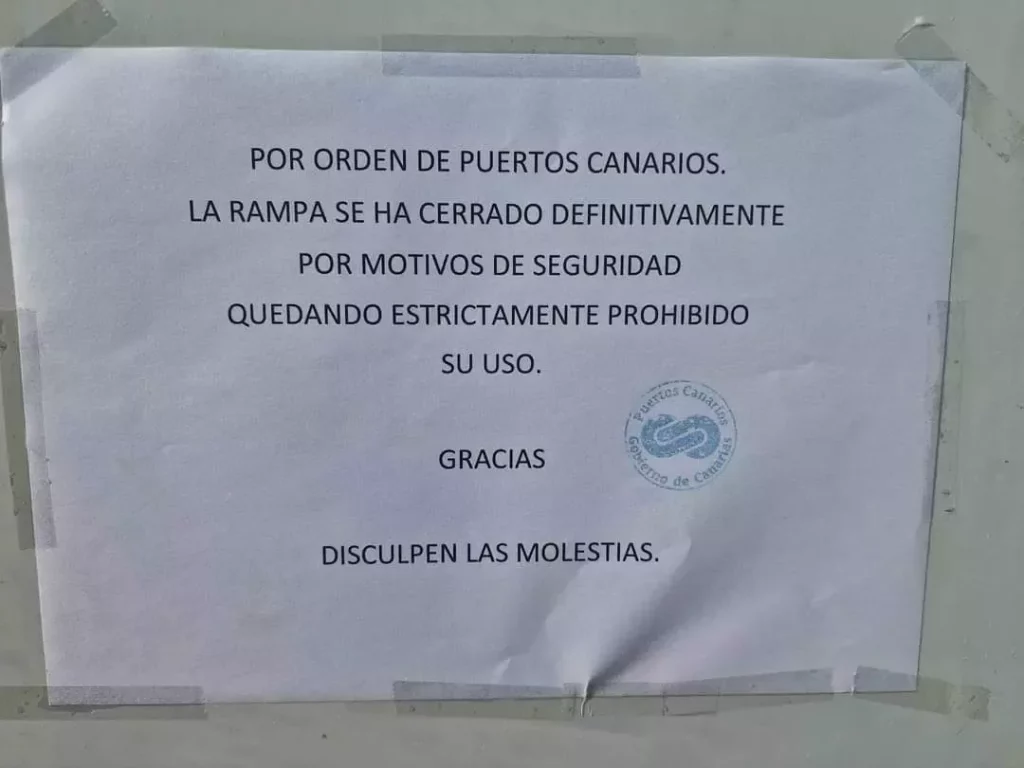 POR ORDEN DE PUERTOS CANARIOS.
LA RAMPA SE HA CERRADO DEFINITIVAMENTE
POR MOTIVOS DE SEGURIDAD
QUEDANDO ESTRICTAMENTE PROHIBIDO
SU USO.
Puertos Canarios
Gobierno de Canarias
GRACIAS
DISCULPEN LAS MOLESTIAS.